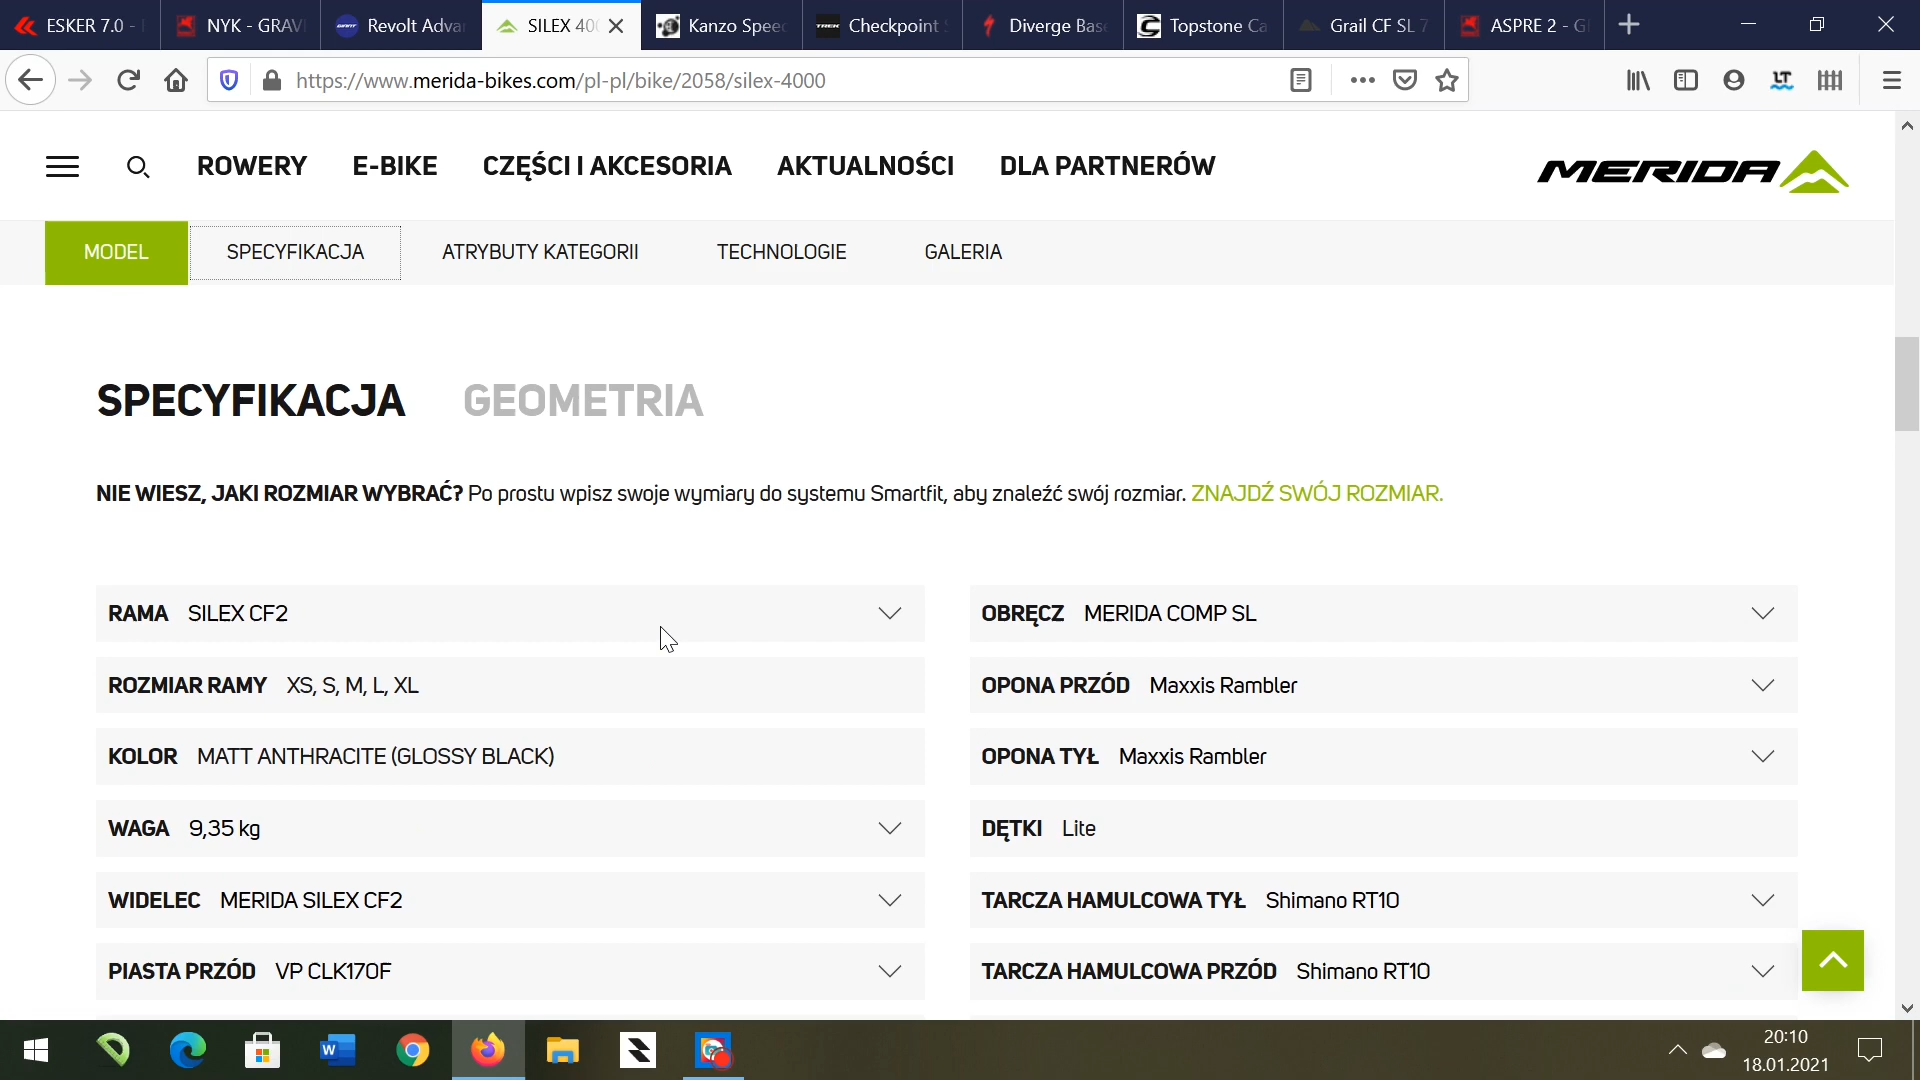 ESKER 7.0 -
NYK - GRAVI
Revolt Advar
SILEX 400
Kanzo Speed
Checkpoint S
Diverge Base
Topstone Ca
Grail CF SL 7
ASPRE 2 - G
https://www.merida-bikes.com/pl-pl/bike/2058/silex-4000
ROWERY E-BIKE CZĘŚCI I AKCESORIA AKTUALNOŚCI DLA PARTNERÓW MERIDA
MODEL SPECYFIKACJA ATRYBUTY KATEGORII TECHNOLOGIE GALERIA
SPECYFIKACJA GEOMETRIA
NIE WIESZ, JAKI ROZMIAR WYBRAĆ? Po prostu wpisz swoje wymiary do systemu Smartfit, aby znaleźć swój rozmiar. ZNAJDŹ SWÓJ ROZMIAR.
RAMA SILEX CF2
ROZMIAR RAMY XS, S, M, L, XL
KOLOR MATT ANTHRACITE (GLOSSY BLACK)
WAGA 9,35 kg
WIDELEC MERIDA SILEX CF2
PIASTA PRZÓD VP CLK170F
OBRĘCZ MERIDA COMP SL
OPONA PRZÓD Maxxis Rambler
OPONA TYŁ Maxxis Rambler
DĘTKI Lite
TARCZA HAMULCOWA TYŁ Shimano RT10
TARCZA HAMULCOWA PRZÓD Shimano RT10
20:10
18.01.2021